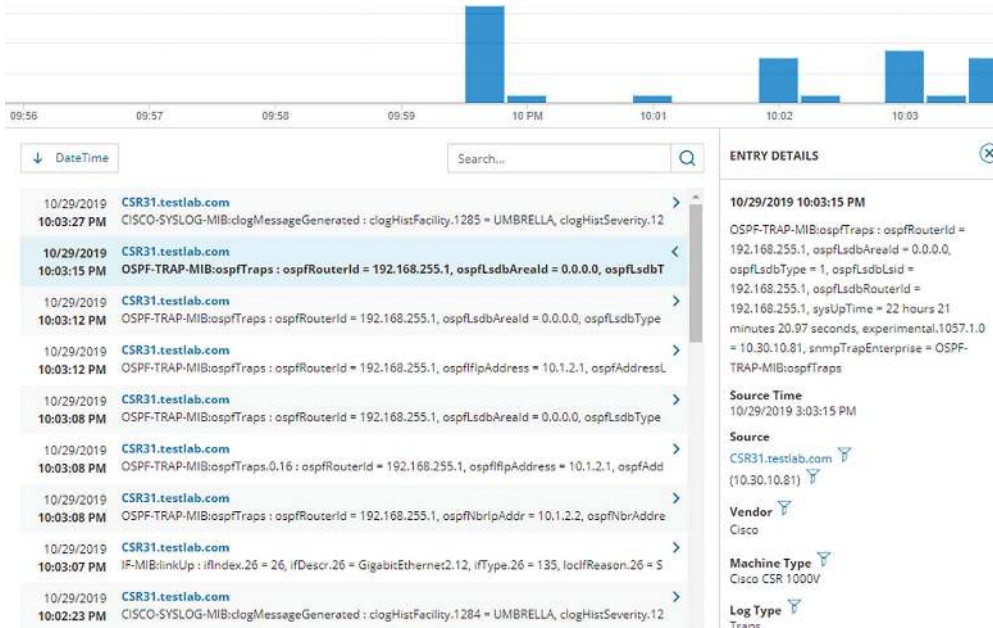 09:56 09:57 09:58 09:59 10 PM 10:01 10:02 10:03
DateTime
Search...
10/29/2019 CSR31.testlab.com
10:03:27 PM CISCO-SYSLOG-MIB:clogMessageGenerated : clogHistFacility.1285 = UMBRELLA, clogHistSeverity.12
10/29/2019 CSR31.testlab.com
10:03:15 PM OSPF-TRAP-MIB:ospfTraps : ospfRouterId = 192.168.255.1, ospfLsdbAreaId = 0.0.0.0, ospfLsdbT
10/29/2019 CSR31.testlab.com
10:03:12 PM OSPF-TRAP-MIB:ospfTraps : ospfRouterId = 192.168.255.1, ospfLsdbAreaId = 0.0.0.0, ospfLsdbType
10/29/2019 CSR31.testlab.com
10:03:12 PM OSPF-TRAP-MIB:ospfTraps : ospfRouterId = 192.168.255.1, ospfIfIpAddress = 10.1.2.1, ospfAddressL
10/29/2019 CSR31.testlab.com
10:03:08 PM OSPF-TRAP-MIB:ospfTraps : ospfRouterId = 192.168.255.1, ospfLsdbAreaId = 0.0.0.0, ospfLsdbType
10/29/2019 CSR31.testlab.com
10:03:08 PM OSPF-TRAP-MIB:ospfTraps.0.16 : ospfRouterId = 192.168.255.1, ospfIfIpAddress = 10.1.2.1, ospfAdd
10/29/2019 CSR31.testlab.com
10:03:08 PM OSPF-TRAP-MIB:ospfTraps : ospfRouterId = 192.168.255.1, ospfNbrIpAddr = 10.1.2.2, ospfNbrAddre
10/29/2019 CSR31.testlab.com
10:03:07 PM IF-MIB:linkUp : ifIndex.26 = 26, ifDescr.26 = GigabitEthernet2.12, ifType.26 = 135, locIfReason.26 = S
10/29/2019 CSR31.testlab.com
10:02:23 PM CISCO-SYSLOG-MIB:clogMessageGenerated : clogHistFacility.1284 = UMBRELLA, clogHistSeverity.12
ENTRY DETAILS
10/29/2019 10:03:15 PM
OSPF-TRAP-MIB:ospfTraps : ospfRouterId =
192.168.255.1, ospfLsdbAreaId = 0.0.0.0,
ospfLsdbType = 1, ospfLsdbLsid =
192.168.255.1, ospfLsdbRouterId =
192.168.255.1, sysUpTime = 22 hours 21
minutes 20.97 seconds, experimental.1057.1.0
= 10.30.10.81, snmpTrapEnterprise = OSPF-
TRAP-MIB:ospfTraps
Source Time
10/29/2019 3:03:15 PM
Source
CSR31.testlab.com
(10.30.10.81)
Vendor
Cisco
Machine Type
Cisco CSR 1000V
Log Type
Traps